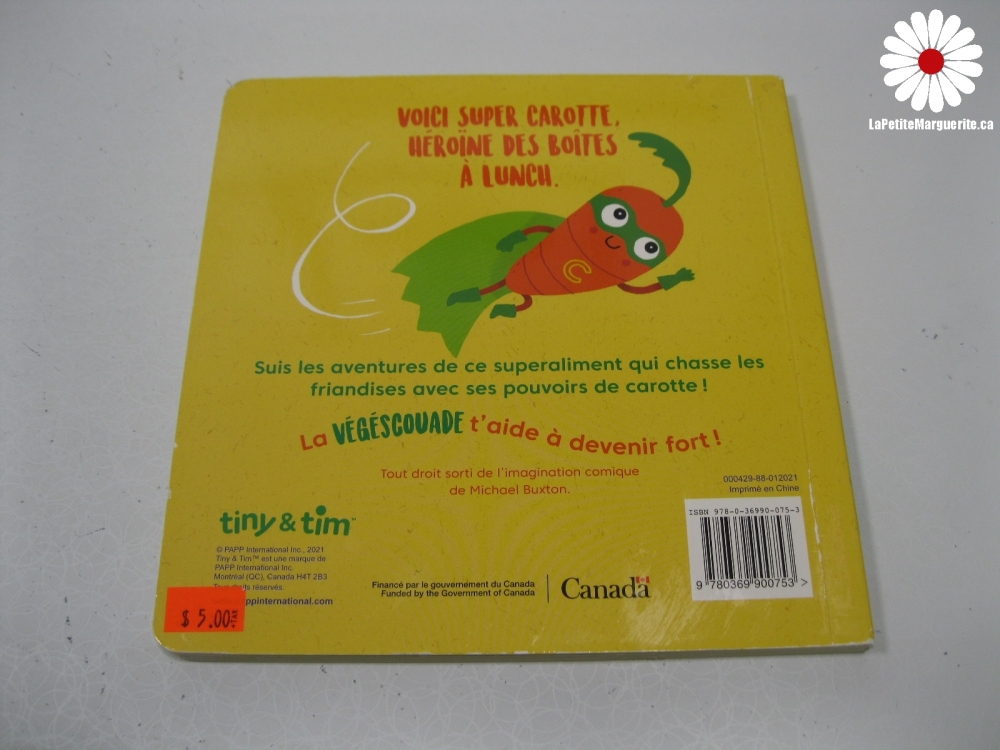 LaPetiteMarguerite.ca
VOICI SUPER CAROTTE,
HÉROÏNE DES BOÎTES
À LUNCH.
C
Suis les aventures de ce superaliment qui chasse les
friandises avec ses pouvoirs de carotte !
La VÉGÉSCOUADE t'aide à devenir fort !
Tout droit sorti de l'imagination comique
de Michael Buxton.
000429-88-012021
Imprimé en Chine
ISBN 978-0-36990-075-3
9 780369 900753 >
tiny & tim™
© PAPP International Inc., 2021
Tiny & Tim™ est une marque de
PAPP International Inc.
Montréal (QC), Canada H4T 2B3
droits réservés.
ppinternational.com
$ 5.00
Financé par le gouvernement du Canada
Funded by the Government of Canada
Canada